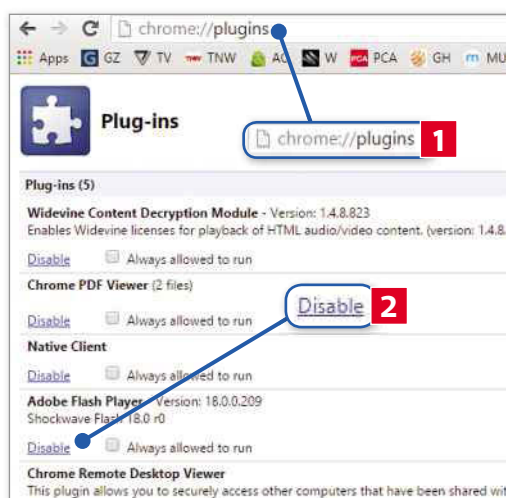 chrome://plugins
Apps GZ TV TNW AC W PCA GH MU
Plug-ins
chrome://plugins 1
Plug-ins (5)
Widevine Content Decryption Module - Version: 1.4.8.823
Enables Widevine licenses for playback of HTML audio/video content. (version: 1.4.8.
Disable Always allowed to run
Chrome PDF Viewer (2 files)
Disable 2
Disable Always allowed to run
Native Client
Disable Always allowed to run
Adobe Flash Player - Version: 18.0.0.209
Shockwave Flash 18.0 r0
Disable Always allowed to run
Chrome Remote Desktop Viewer
This plugin allows you to securely access other computers that have been shared wit